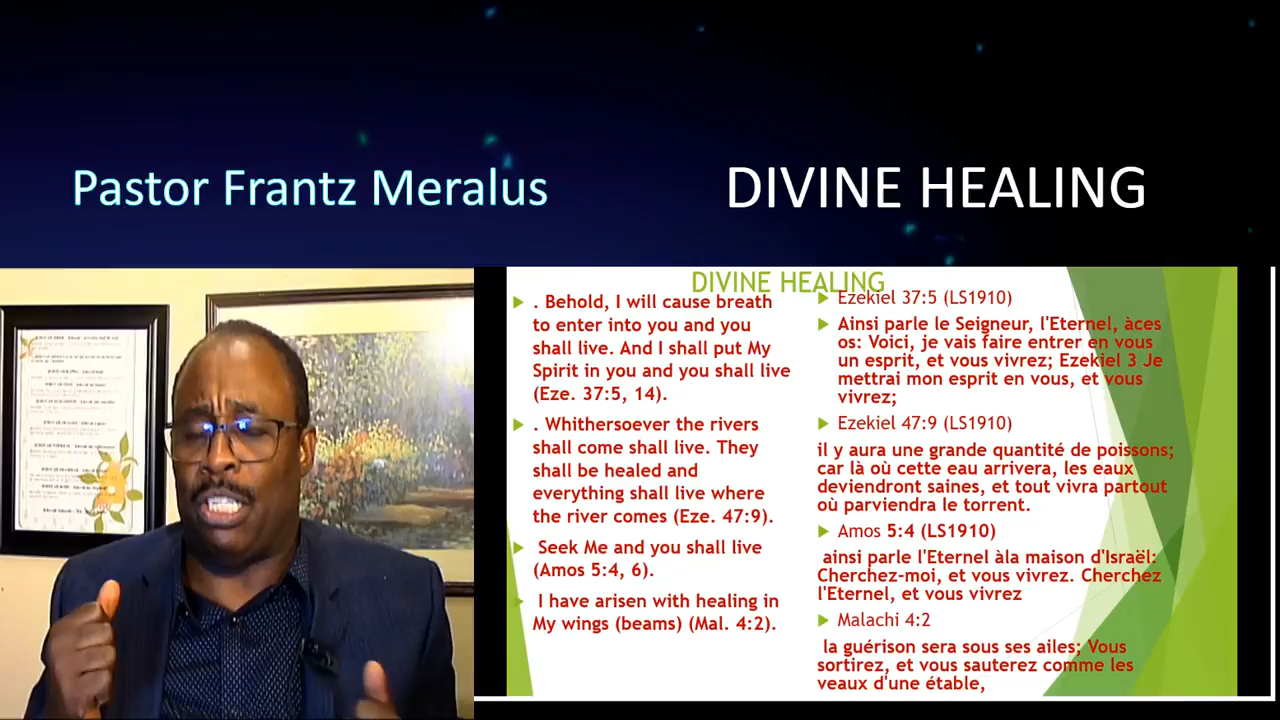 Pastor Frantz Meralus
DIVINE HEALING
DIVINE HEALING
. Behold, I will cause breath
to enter into you and you
shall live. And I shall put My
Spirit in you and you shall live
(Eze. 37:5, 14).
. Whithersoever the rivers
shall come shall live. They
shall be healed and
everything shall live where
the river comes (Eze. 47:9).
Seek Me and you shall live
(Amos 5:4, 6).
I have arisen with healing in
My wings (beams) (Mal. 4:2).
Ezekiel 37:5 (LS1910)
Ainsi parle le Seigneur, l'Eternel, àces
os: Voici, je vais faire entrer en vous
un esprit, et vous vivrez; Ezekiel 3 Je
mettrai mon esprit en vous, et vous
vivrez;
Ezekiel 47:9 (LS1910)
il y aura une grande quantité de poissons;
car là où cette eau arrivera, les eaux
deviendront saines, et tout vivra partout
où parviendra le torrent.
Amos 5:4 (LS1910)
ainsi parle l'Eternel àla maison d'Israël:
Cherchez-moi, et vous vivrez. Cherchez
l'Eternel, et vous vivrez
Malachi 4:2
la guérison sera sous ses ailes; Vous
sortirez, et vous sauterez comme les
veaux d'une étable,